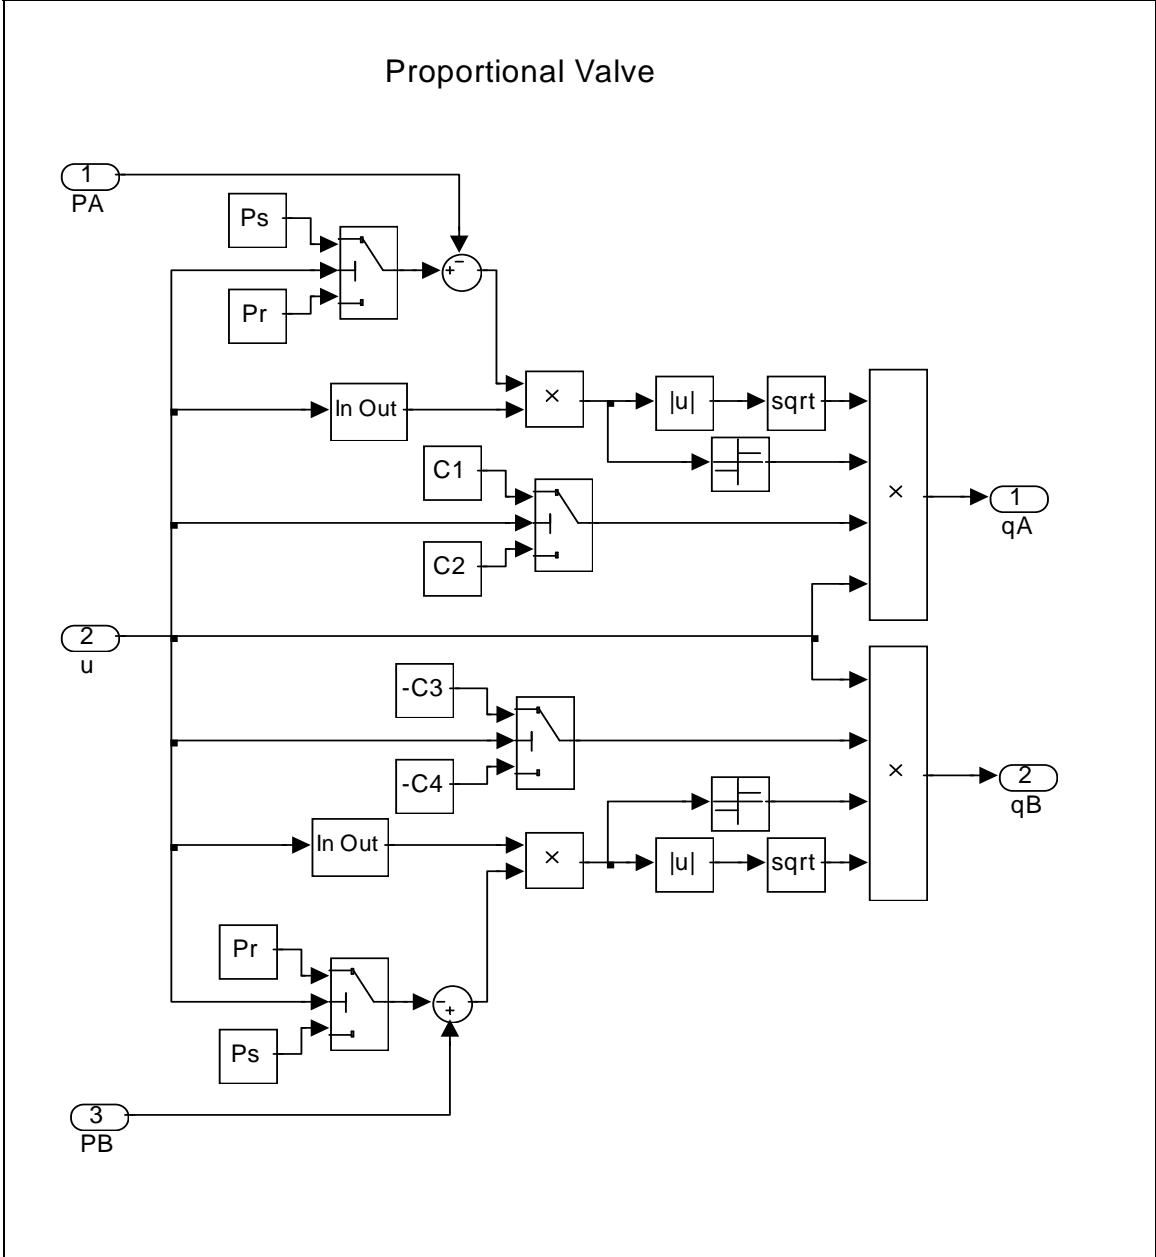 Proportional Valve
1
PA
Ps
Pr
In Out
×
|u|
sqrt
C1
C2
×
1
qA
2
u
-C3
-C4
In Out
×
|u|
sqrt
×
2
qB
Pr
Ps
3
PB